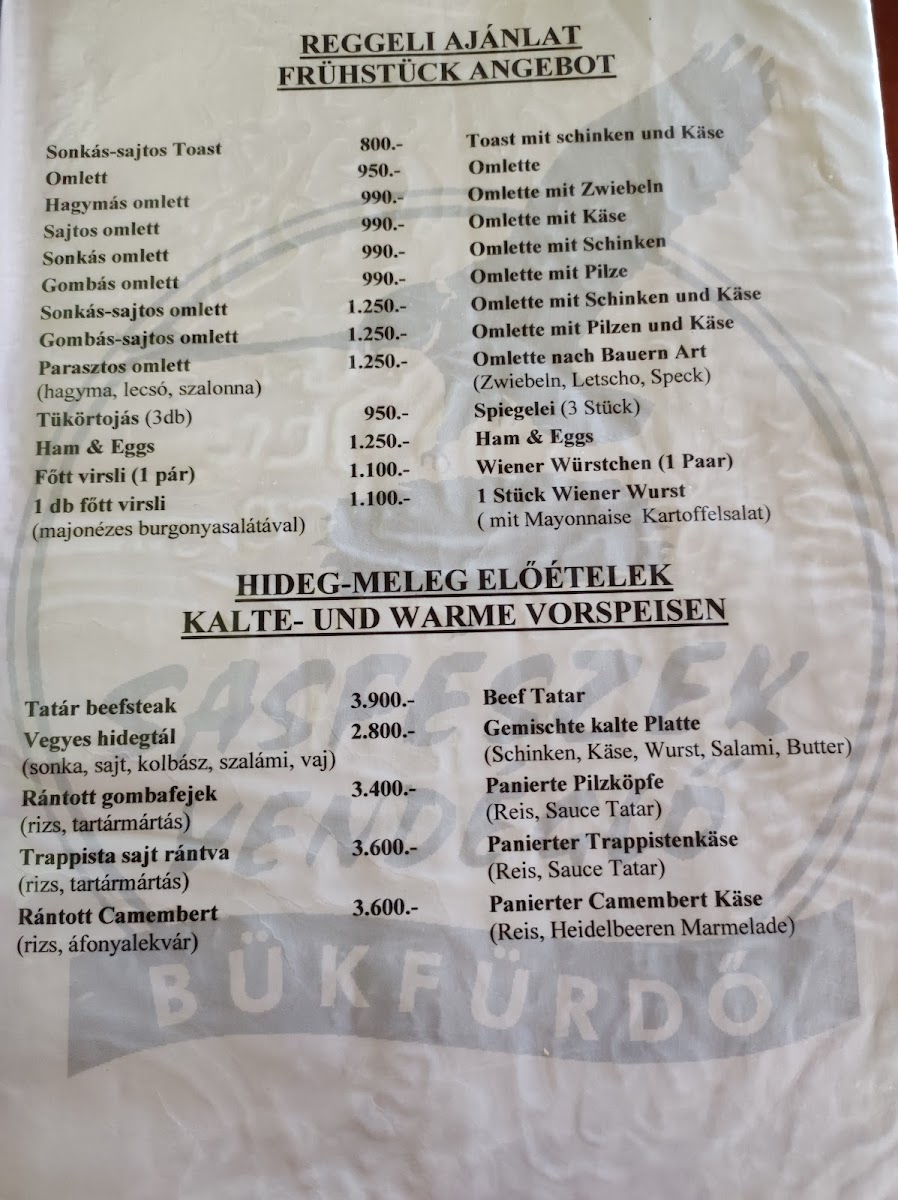 REGGELI AJÁNLAT
FRÜHSTÜCK ANGEBOT
Sonkás-sajtos Toast 800.- Toast mit schinken und Käse
Omlett 950.- Omlette
Hagymás omlett 990.- Omlette mit Zwiebeln
Sajtos omlett 990.- Omlette mit Käse
Sonkás omlett 990.- Omlette mit Schinken
Gombás omlett 990.- Omlette mit Pilze
Sonkás-sajtos omlett 1.250.- Omlette mit Schinken und Käse
Gombás-sajtos omlett 1.250.- Omlette mit Pilzen und Käse
Parasztos omlett 1.250.- Omlette nach Bauern Art
(hagyma, lecsó, szalonna) (Zwiebeln, Letscho, Speck)
Tükörtojás (3db) 950.- Spiegelei (3 Stück)
Ham & Eggs 1.250.- Ham & Eggs
Főtt virsli (1 pár) 1.100.- Wiener Würstchen (1 Paar)
1 db főtt virsli 1.100.- 1 Stück Wiener Wurst
(majonézes burgonyasalátával) ( mit Mayonnaise Kartoffelsalat)
HIDEG-MELEG ELŐÉTELEK
KALTE- UND WARME VORSPEISEN
Tatár beefsteak 3.900.- Beef Tatar
Vegyes hidegtál 2.800.- Gemischte kalte Platte
(sonka, sajt, kolbász, szalámi, vaj) (Schinken, Käse, Wurst, Salami, Butter)
Rántott gombafejek 3.400.- Panierte Pilzköpfe
(rizs, tartármártás) (Reis, Sauce Tatar)
Trappista sajt rántva 3.600.- Panierter Trappistenkäse
(rizs, tartármártás) (Reis, Sauce Tatar)
Rántott Camembert 3.600.- Panierter Camembert Käse
(rizs, áfonyalekvár) (Reis, Heidelbeeren Marmelade)
SASFÉSZEK
VENDÉGLŐ
BÜKFÜRDŐ